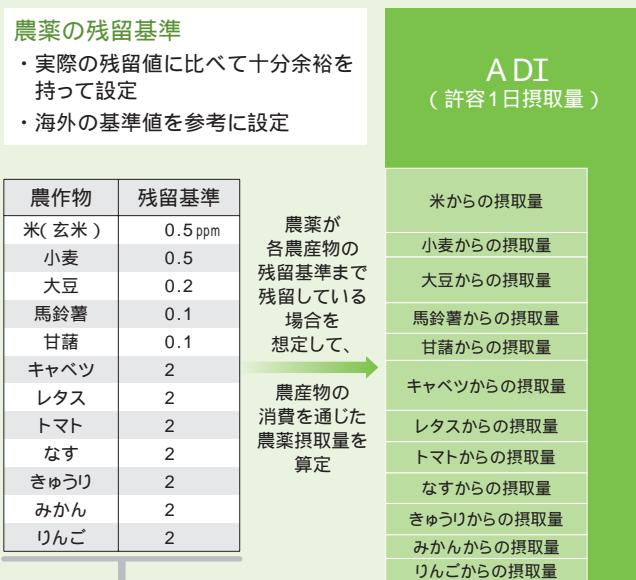 農薬の残留基準
・実際の残留値に比べて十分余裕を
持って設定
・海外の基準値を参考に設定
ADI
(許容1日摂取量)
農作物 残留基準
米(玄米) 0.5ppm
小麦 0.5
大豆 0.2
馬鈴薯 0.1
甘藷 0.1
キャベツ 2
レタス 2
トマト 2
なす 2
きゅうり 2
みかん 2
りんご 2
農薬が
各農産物の
残留基準まで
残留している
場合を
想定して、
農産物の
消費を通じた
農薬摂取量を
算定
米からの摂取量
小麦からの摂取量
大豆からの摂取量
馬鈴薯からの摂取量
甘藷からの摂取量
キャベツからの摂取量
レタスからの摂取量
トマトからの摂取量
なすからの摂取量
きゅうりからの摂取量
みかんからの摂取量
りんごからの摂取量